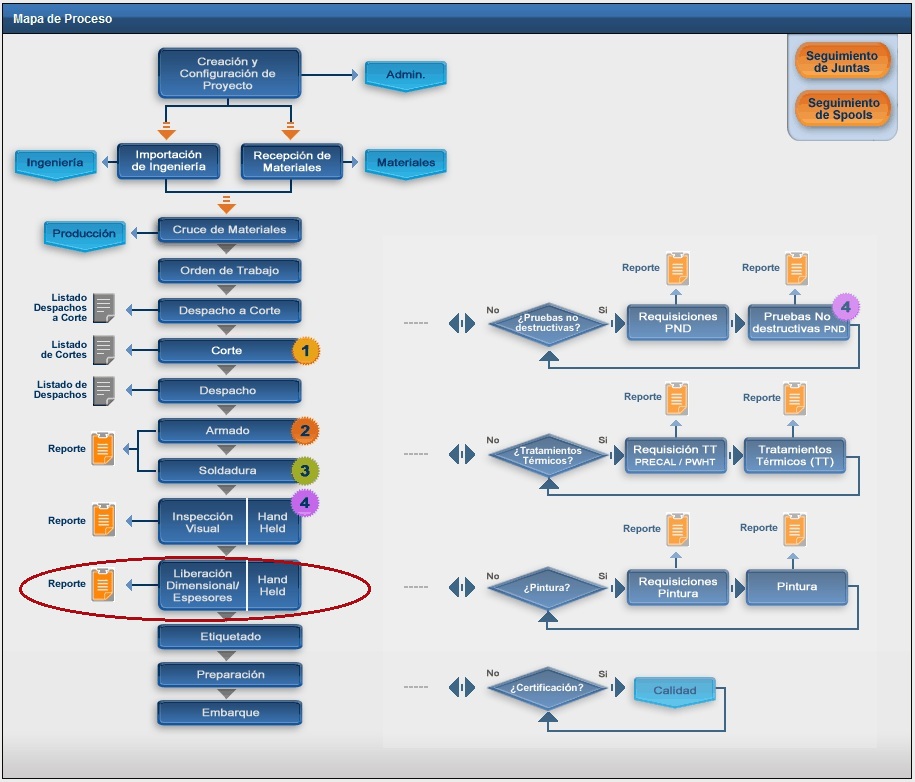 Mapa de Proceso
Seguimiento
de Juntas
Seguimiento
de Spools
Creación y
Configuración de
Proyecto
Admin.
Ingeniería
Importación
de Ingeniería
Recepción de
Materiales
Materiales
Producción
Cruce de Materiales
Orden de Trabajo
Listado
Despachos
a Corte
Despacho a Corte
Listado
de Cortes
Corte
1
Listado de
Despachos
Despacho
Reporte
Armado
2
Soldadura
3
Reporte
Inspección
Visual
Hand
Held
4
Reporte
Liberación
Dimensional/
Espesores
Hand
Held
Etiquetado
Preparación
Embarque
Reporte
Reporte
No
¿Pruebas no
destructivas?
Si
Requisiciones
PND
Pruebas No
destructivas PND
4
Reporte
Reporte
No
¿Tratamientos
Térmicos?
Si
Requisición TT
PRECAL / PWHT
Tratamientos
Térmicos (TT)
Reporte
Reporte
No
¿Pintura?
Si
Requisiciones
Pintura
Pintura
No
¿Certificación?
Si
Calidad